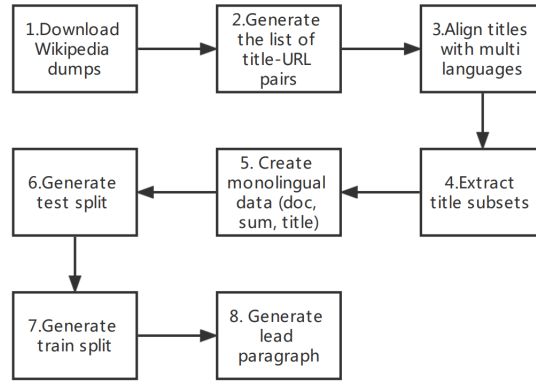 1.Download
Wikipedia
dumps
2.Generate
the list of
title-URL
pairs
3.Align titles
with multi
languages
4.Extract
title subsets
5. Create
monolingual
data (doc,
sum, title)
6.Generate
test split
7.Generate
train split
8. Generate
lead
paragraph